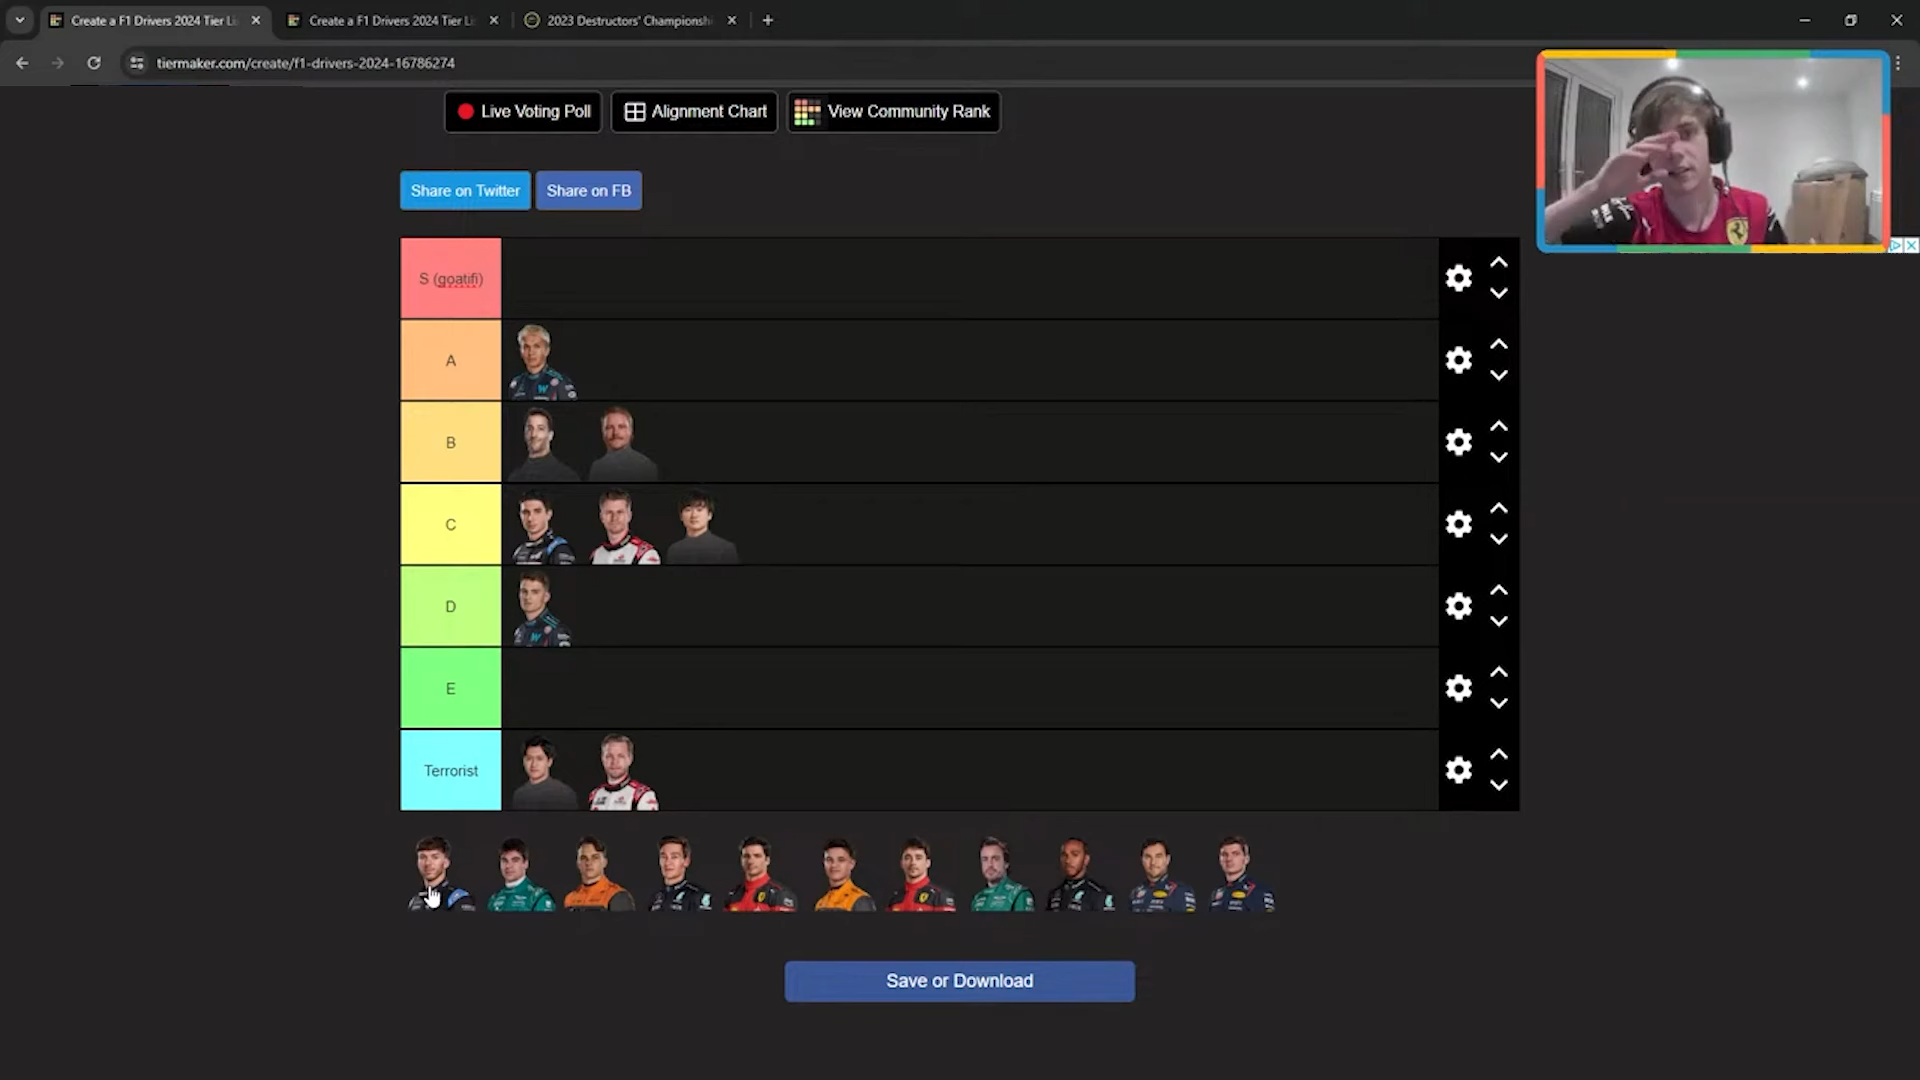 Create a F1 Drivers 2024 Tier Li
Create a F1 Drivers 2024 Tier Li
2023 Destructors' Championsh
tiermaker.com/create/f1-drivers-2024-16786274
Live Voting Poll
Alignment Chart
View Community Rank
Share on Twitter
Share on FB
S (goatifi)
A
B
C
D
E
Terrorist
Save or Download